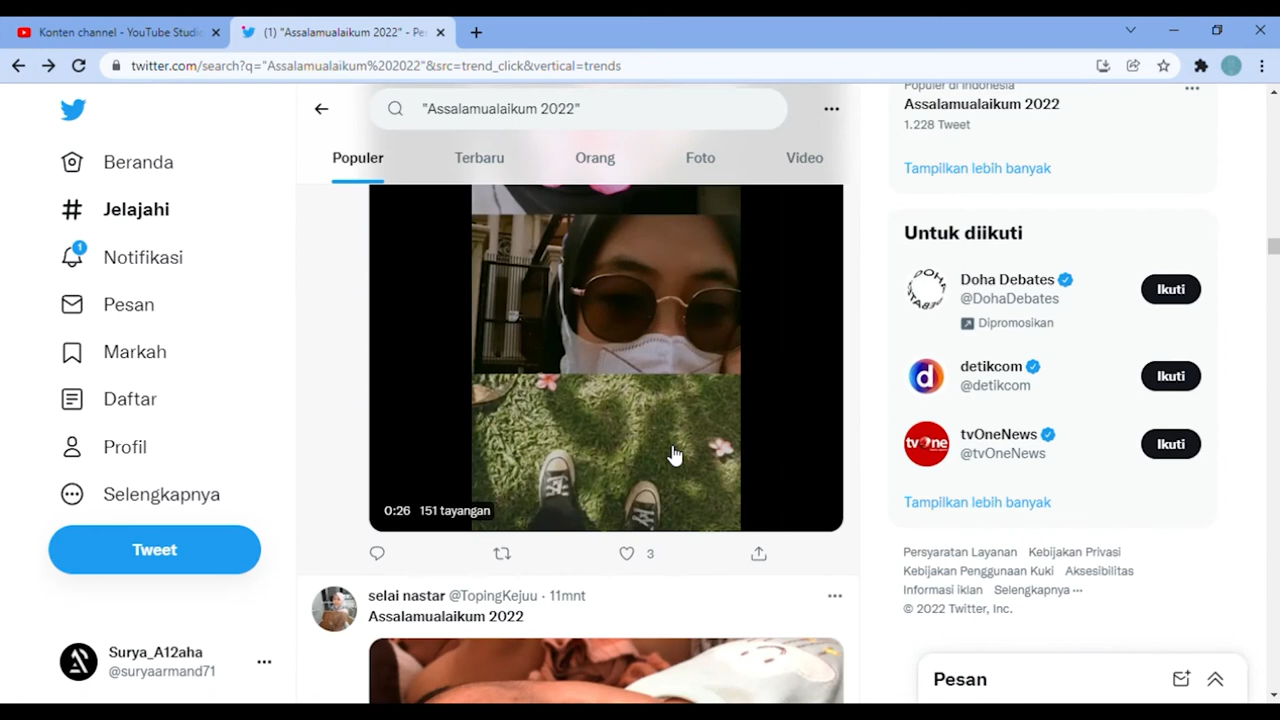 Konten channel - YouTube Studio
(1) "Assalamualaikum 2022" - Pe
twitter.com/search?q="Assalamualaikum%202022"&src=trend_click&vertical=trends
Beranda
Jelajahi
1
Notifikasi
Pesan
Markah
Daftar
Profil
Selengkapnya
Tweet
Surya_A12aha
@suryaarmand71
"Assalamualaikum 2022"
Populer
Terbaru
Orang
Foto
Video
0:26 151 tayangan
3
selai nastar @TopingKejuu · 11mnt
Assalamualaikum 2022
Populer di Indonesia
Assalamualaikum 2022
1.228 Tweet
Tampilkan lebih banyak
Untuk diikuti
Doha Debates
@DohaDebates
Dipromosikan
Ikuti
DOHA DEBATES
detikcom
@detikcom
Ikuti
d
tvOneNews
@tvOneNews
Ikuti
tvOne
Tampilkan lebih banyak
Persyaratan Layanan Kebijakan Privasi
Kebijakan Penggunaan Kuki Aksesibilitas
Informasi iklan Selengkapnya ···
© 2022 Twitter, Inc.
Pesan